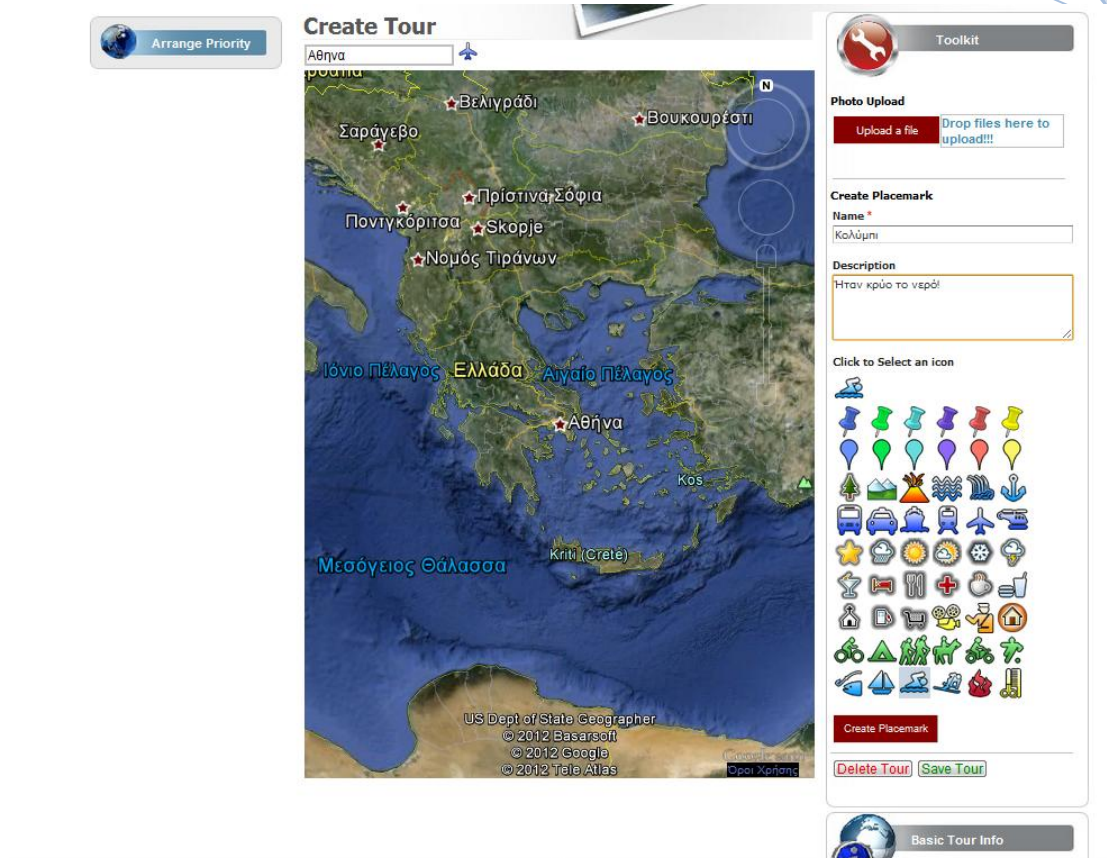 Arrange Priority
Create Tour
Αθηνα
Βελιγράδι
Βουκουρέστι
Σαράγεβο
Πρίστινα
Σόφια
Ποντγκόριτσα
Skopje
Νομός Τιράνων
Ιόνιο Πέλαγος
Ελλάδα
Αιγαίο Πέλαγος
Αθήνα
Kos
Kriti (Crete)
Μεσόγειος Θάλασσα
US Dept of State Geographer
© 2012 Basarsoft
© 2012 Google
© 2012 Tele Atlas
Όροι Χρήσης
N
Toolkit
Photo Upload
Upload a file
Drop files here to
upload!!!
Create Placemark
Name *
Κολύμπι
Description
Ήταν κρύο το νερό!
Click to Select an icon
Create Placemark
Delete Tour
Save Tour
Basic Tour Info